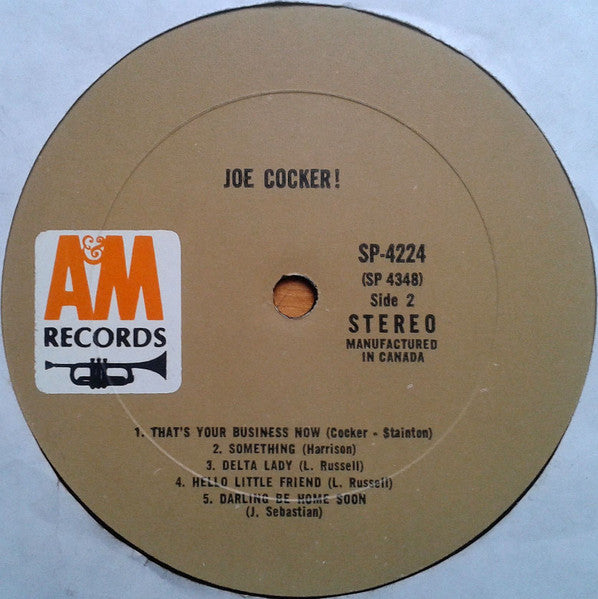 JOE COCKER!
A&M
RECORDS
SP-4224
(SP 4348)
Side 2
STEREO
MANUFACTURED
IN CANADA
1. THAT'S YOUR BUSINESS NOW (Cocker - Stainton)
2. SOMETHING (Harrison)
3. DELTA LADY (L. Russell)
4. HELLO LITTLE FRIEND (L. Russell)
5. DARLING BE HOME SOON
(J. Sebastian)